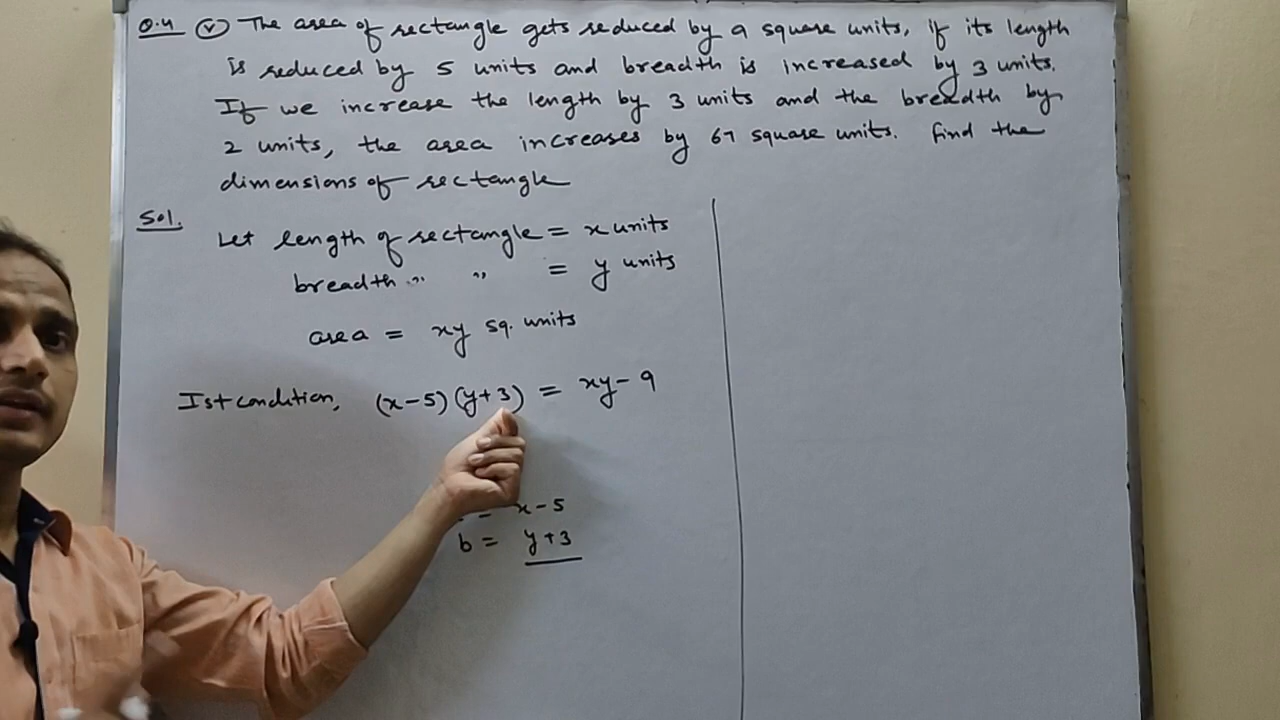 Q.4 (v) The area of rectangle gets reduced by 9 square units, if its length
is reduced by 5 units and breadth is increased by 3 units.
If we increase the length by 3 units and the breadth by
2 units, the area increases by 67 square units. Find the
dimensions of rectangle
Sol.
Let length of rectangle = x units
breadth " " = y units
area = xy sq. units
Ist condition, (x-5)(y+3) = xy - 9
= x-5
b = y+3